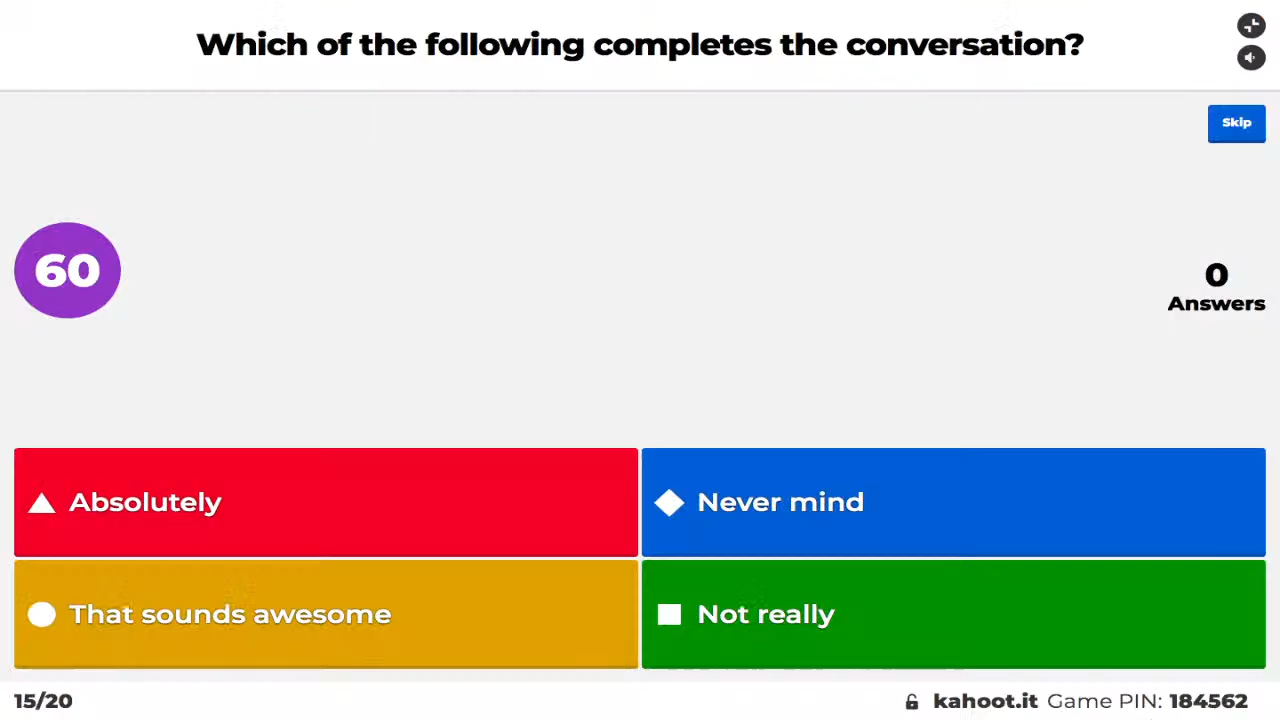 Which of the following completes the conversation?
Skip
60
0
Answers
Absolutely
Never mind
That sounds awesome
Not really
15/20
kahoot.it Game PIN: 184562